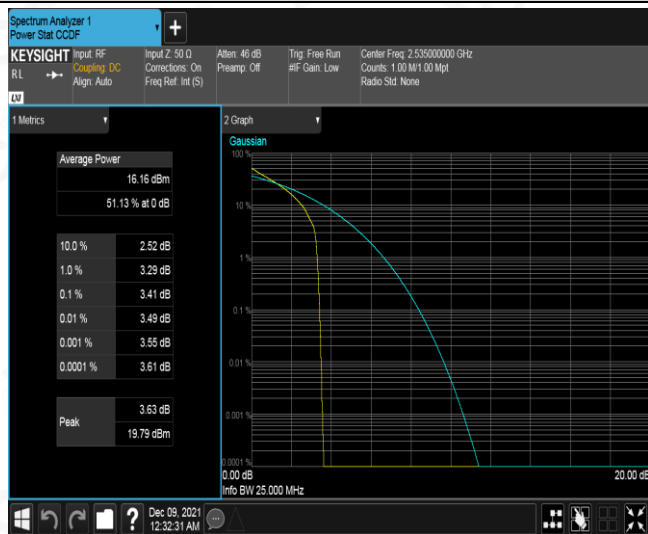 Spectrum Analyzer 1
Power Stat CCDF
+
KEYSIGHT
RL
LXI
Input: RF
Coupling: DC
Align: Auto
Input Z: 50 Ω
Corrections: On
Freq Ref: Int (S)
Atten: 46 dB
Preamp: Off
Trig: Free Run
#IF Gain: Low
Center Freq: 2.535000000 GHz
Counts: 1.00 M/1.00 Mpt
Radio Std: None
1 Metrics
Average Power
16.16 dBm
51.13 % at 0 dB
10.0 % 2.52 dB
1.0 % 3.29 dB
0.1 % 3.41 dB
0.01 % 3.49 dB
0.001 % 3.55 dB
0.0001 % 3.61 dB
Peak
3.63 dB
19.79 dBm
2 Graph
Gaussian
100 %
10 %
1 %
0.1 %
0.01 %
0.001 %
0.0001 %
0.00 dB
20.00 dB
Info BW 25.000 MHz
?
Dec 09, 2021
12:32:31 AM